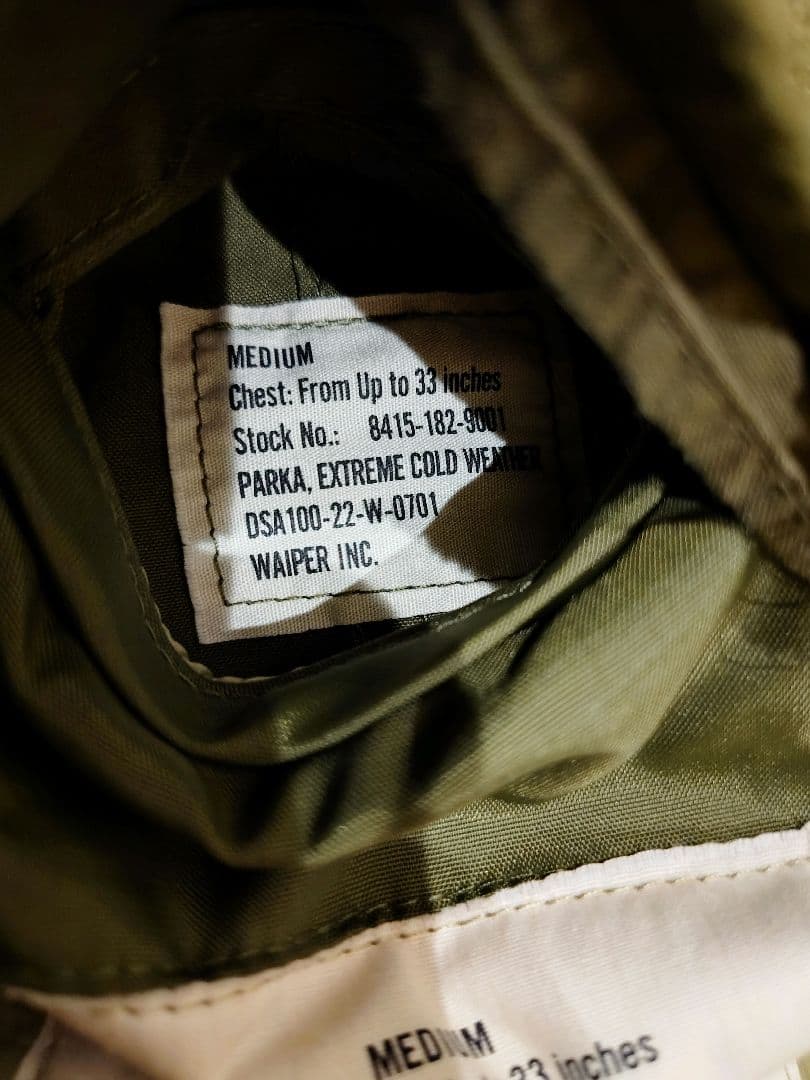 MEDIUM
Chest: From Up to 33 inches
Stock No.: 8415-182-9001
PARKA, EXTREME COLD WEATHER
DSA100-22-W-0701
WAIPER INC.
MEDIUM
33 inches